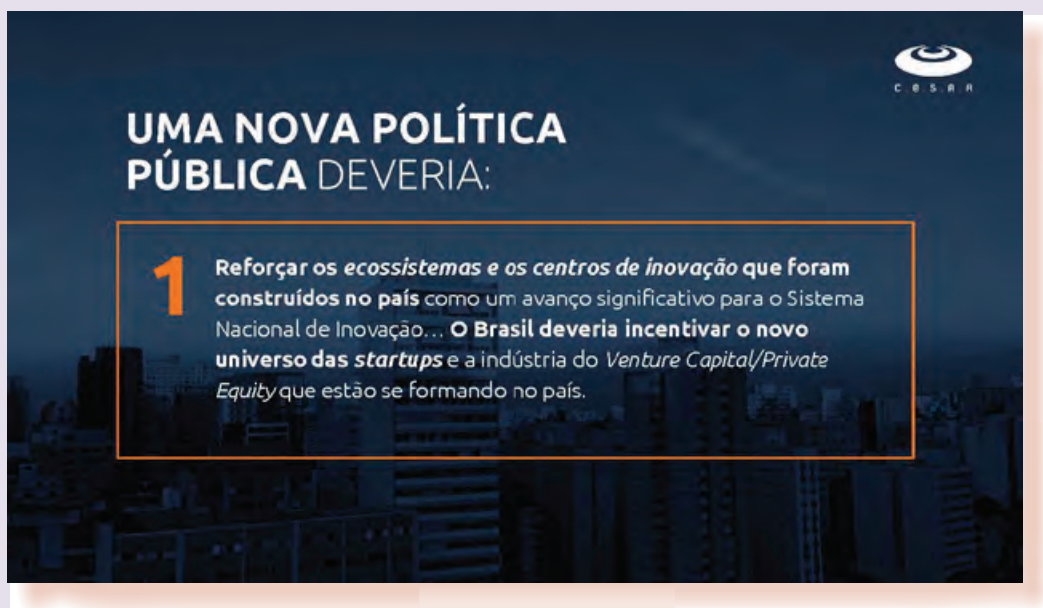 C.E.S.A.R
UMA NOVA POLÍTICA
PÚBLICA DEVERIA:
1
Reforçar os ecossistemas e os centros de inovação que foram
construídos no país como um avanço significativo para o Sistema
Nacional de Inovação... O Brasil deveria incentivar o novo
universo das startups e a indústria do Venture Capital/Private
Equity que estão se formando no país.